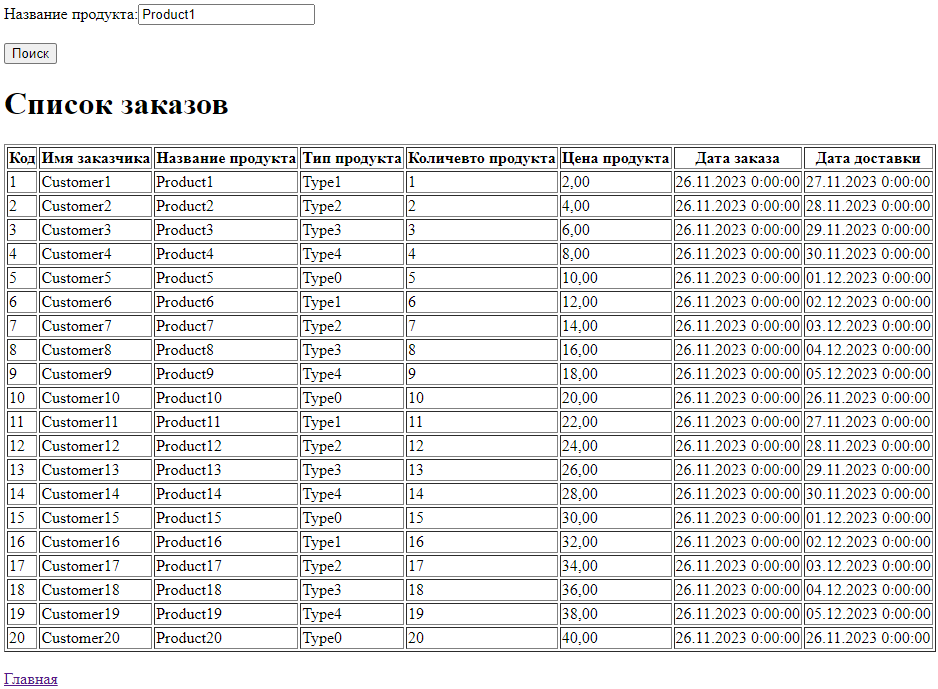 Название продукта: Product1
Поиск
Список заказов
Код Имя заказчика Название продукта Тип продукта Количевто продукта Цена продукта Дата заказа Дата доставки
1 Customer1 Product1 Type1 1 2,00 26.11.2023 0:00:00 27.11.2023 0:00:00
2 Customer2 Product2 Type2 2 4,00 26.11.2023 0:00:00 28.11.2023 0:00:00
3 Customer3 Product3 Type3 3 6,00 26.11.2023 0:00:00 29.11.2023 0:00:00
4 Customer4 Product4 Type4 4 8,00 26.11.2023 0:00:00 30.11.2023 0:00:00
5 Customer5 Product5 Type0 5 10,00 26.11.2023 0:00:00 01.12.2023 0:00:00
6 Customer6 Product6 Type1 6 12,00 26.11.2023 0:00:00 02.12.2023 0:00:00
7 Customer7 Product7 Type2 7 14,00 26.11.2023 0:00:00 03.12.2023 0:00:00
8 Customer8 Product8 Type3 8 16,00 26.11.2023 0:00:00 04.12.2023 0:00:00
9 Customer9 Product9 Type4 9 18,00 26.11.2023 0:00:00 05.12.2023 0:00:00
10 Customer10 Product10 Type0 10 20,00 26.11.2023 0:00:00 26.11.2023 0:00:00
11 Customer11 Product11 Type1 11 22,00 26.11.2023 0:00:00 27.11.2023 0:00:00
12 Customer12 Product12 Type2 12 24,00 26.11.2023 0:00:00 28.11.2023 0:00:00
13 Customer13 Product13 Type3 13 26,00 26.11.2023 0:00:00 29.11.2023 0:00:00
14 Customer14 Product14 Type4 14 28,00 26.11.2023 0:00:00 30.11.2023 0:00:00
15 Customer15 Product15 Type0 15 30,00 26.11.2023 0:00:00 01.12.2023 0:00:00
16 Customer16 Product16 Type1 16 32,00 26.11.2023 0:00:00 02.12.2023 0:00:00
17 Customer17 Product17 Type2 17 34,00 26.11.2023 0:00:00 03.12.2023 0:00:00
18 Customer18 Product18 Type3 18 36,00 26.11.2023 0:00:00 04.12.2023 0:00:00
19 Customer19 Product19 Type4 19 38,00 26.11.2023 0:00:00 05.12.2023 0:00:00
20 Customer20 Product20 Type0 20 40,00 26.11.2023 0:00:00 26.11.2023 0:00:00
Главная